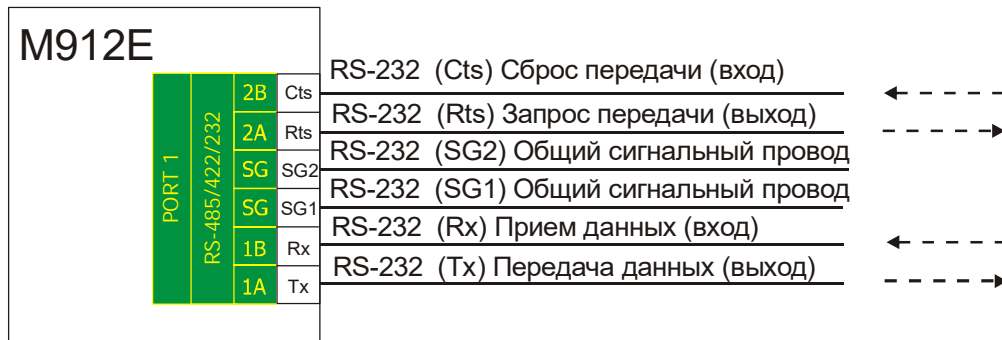 M912E
PORT 1
RS-485/422/232
2B Cts RS-232 (Cts) Сброс передачи (вход)
2A Rts RS-232 (Rts) Запрос передачи (выход)
SG SG2 RS-232 (SG2) Общий сигнальный провод
SG SG1 RS-232 (SG1) Общий сигнальный провод
1B Rx RS-232 (Rx) Прием данных (вход)
1A Tx RS-232 (Tx) Передача данных (выход)